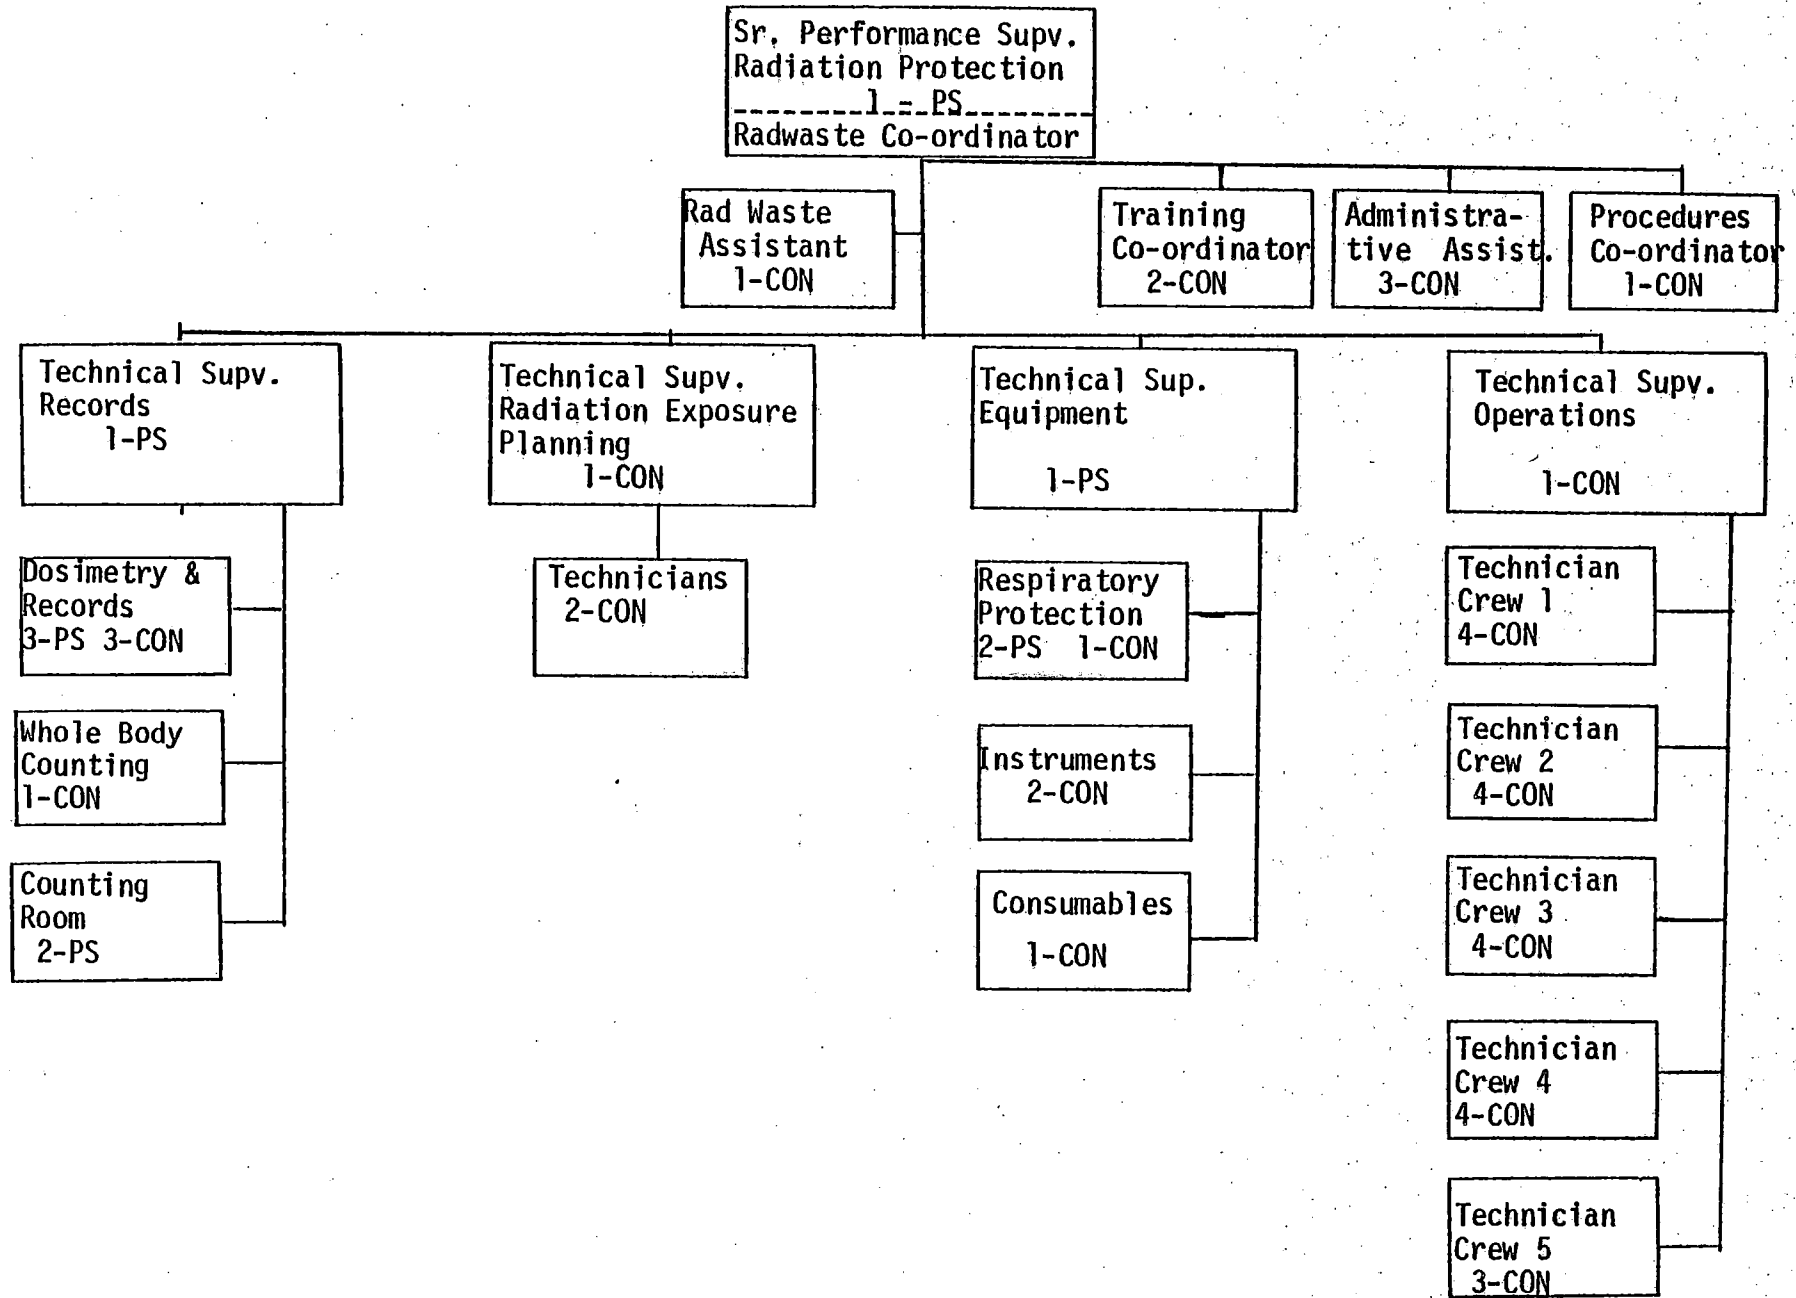 Sr. Performance Supv.
Radiation Protection
1 = PS
Radwaste Co-ordinator
Rad Waste
Assistant
1-CON
Training
Co-ordinator
2-CON
Administra-
tive Assist.
3-CON
Procedures
Co-ordinator
1-CON
Technical Supv.
Records
1-PS
Technical Supv.
Radiation Exposure
Planning
1-CON
Technical Sup.
Equipment
1-PS
Technical Supv.
Operations
1-CON
Dosimetry &
Records
3-PS 3-CON
Whole Body
Counting
1-CON
Counting
Room
2-PS
Technicians
2-CON
Respiratory
Protection
2-PS 1-CON
Instruments
2-CON
Consumables
1-CON
Technician
Crew 1
4-CON
Technician
Crew 2
4-CON
Technician
Crew 3
4-CON
Technician
Crew 4
4-CON
Technician
Crew 5
3-CON